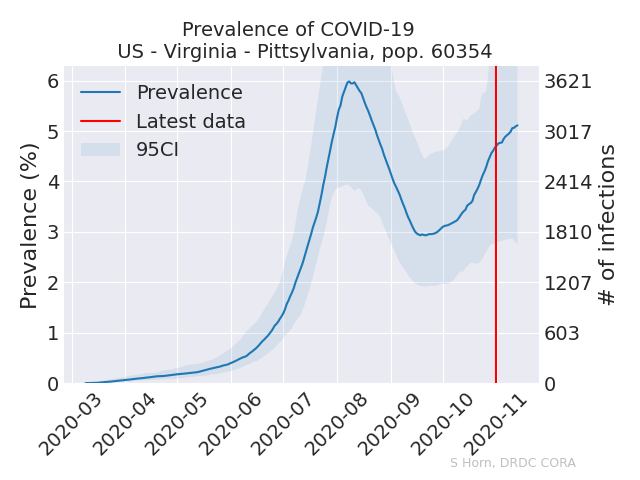 Prevalence of COVID-19
US - Virginia - Pittsylvania, pop. 60354
Prevalence
Latest data
95CI
Prevalence (%)
6
5
4
3
2
1
0
3621
3017
2414
1810
1207
603
0
# of infections
2020-03
2020-04
2020-05
2020-06
2020-07
2020-08
2020-09
2020-10
2020-11
S Horn, DRDC CORA